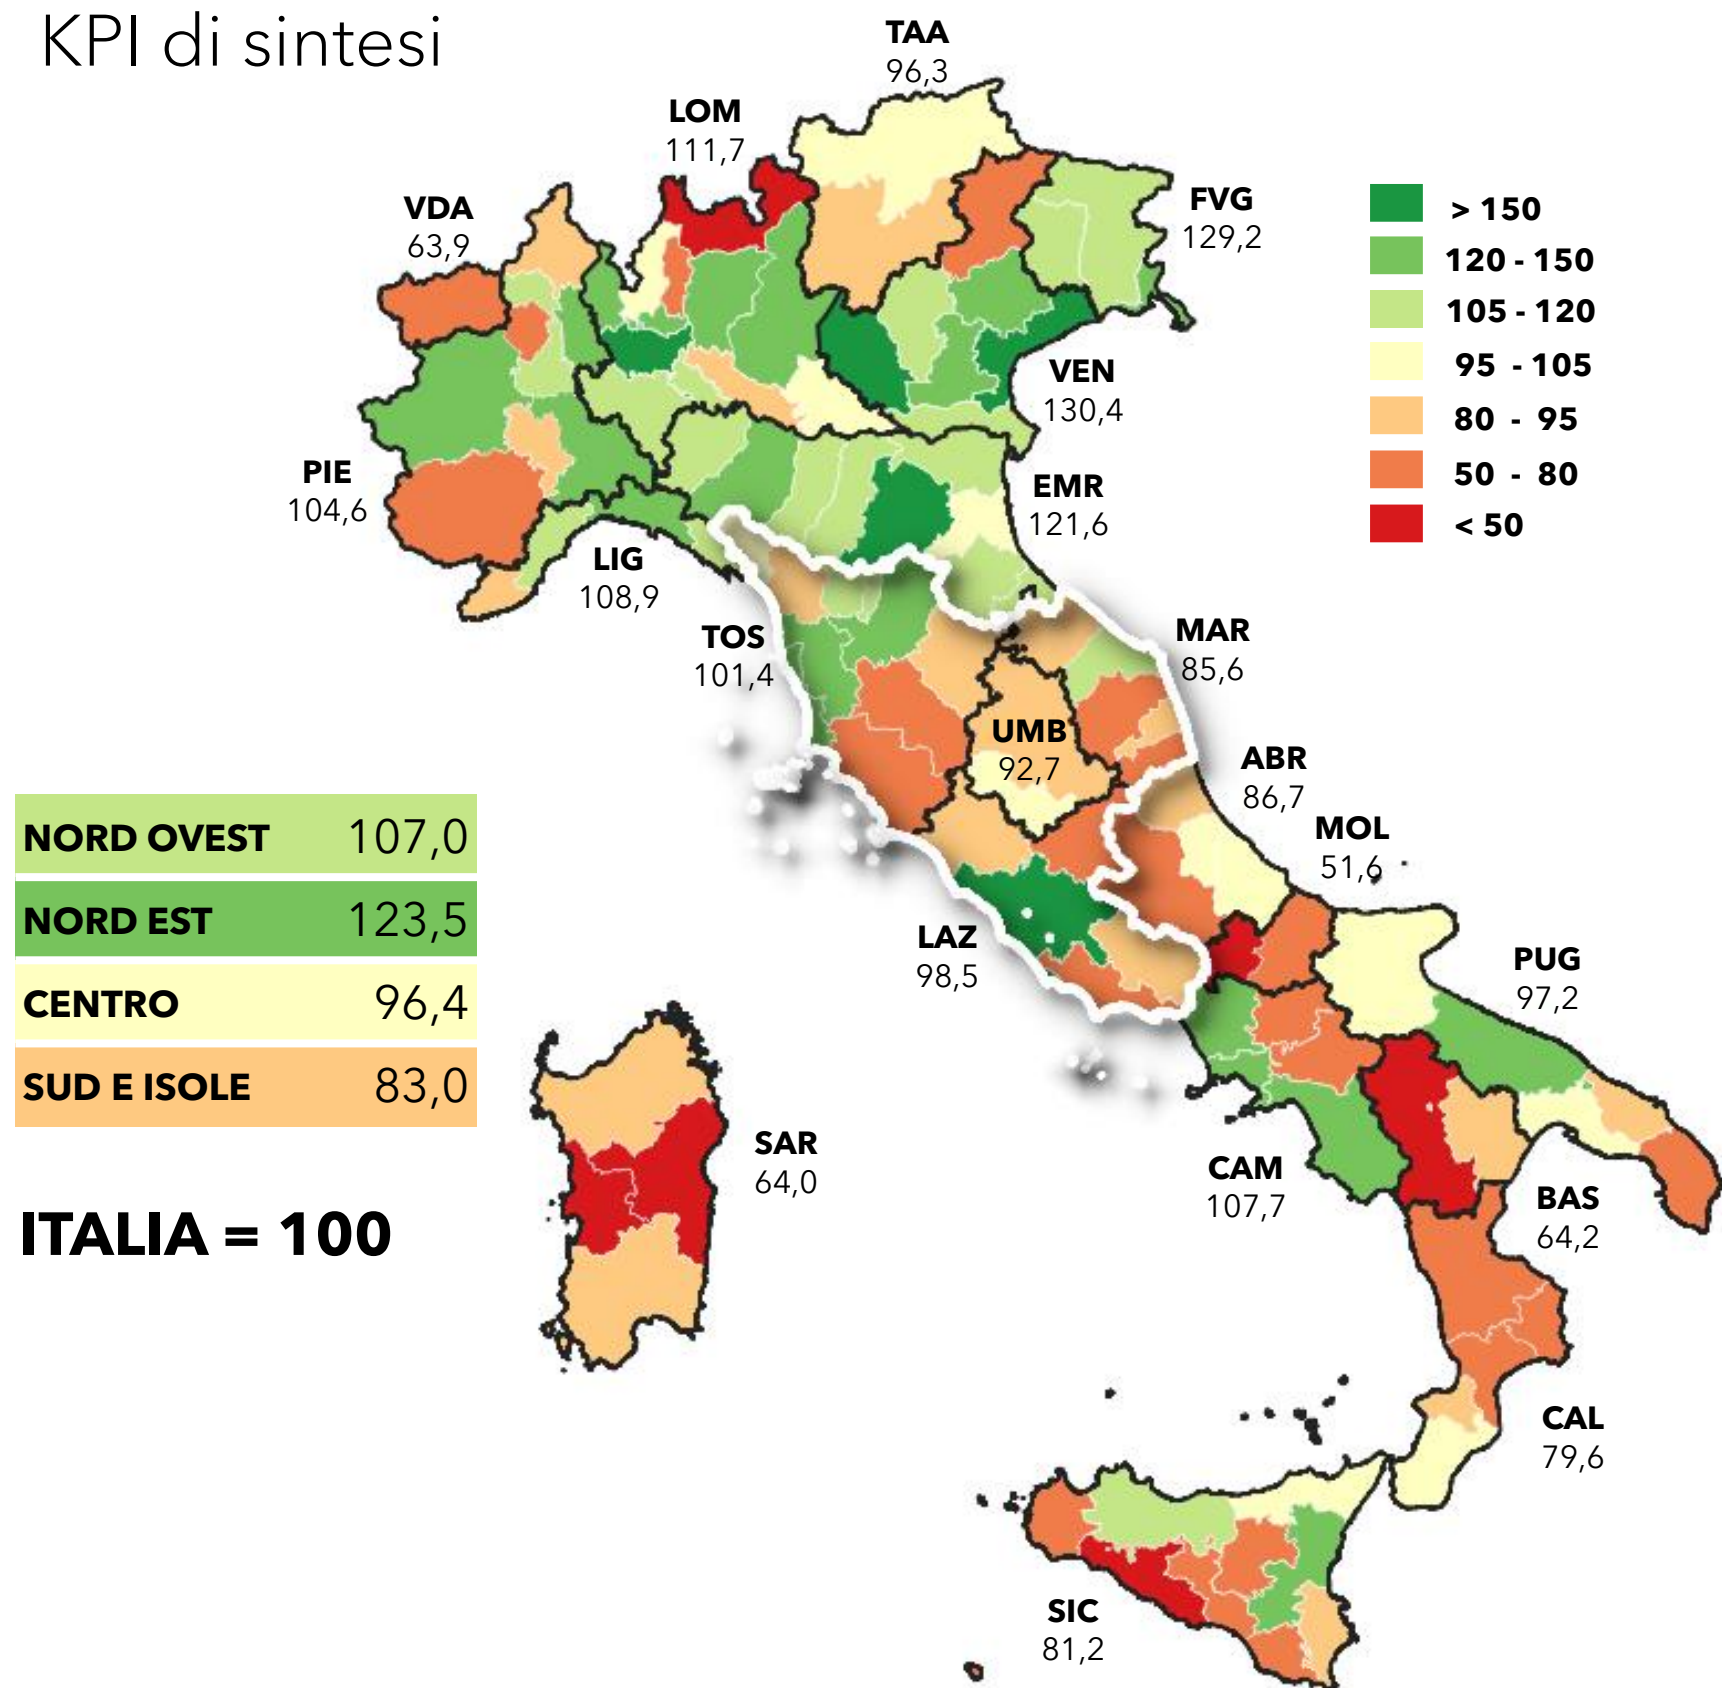 KPI di sintesi
TAA
96,3
LOM
111,7
VDA
63,9
FVG
129,2
> 150
120 - 150
105 - 120
95 - 105
80 - 95
50 - 80
< 50
VEN
130,4
PIE
104,6
EMR
121,6
LIG
108,9
TOS
101,4
MAR
85,6
UMB
92,7
ABR
86,7
MOL
51,6
NORD OVEST 107,0
NORD EST 123,5
CENTRO 96,4
SUD E ISOLE 83,0
LAZ
98,5
PUG
97,2
SAR
64,0
CAM
107,7
BAS
64,2
ITALIA = 100
CAL
79,6
SIC
81,2